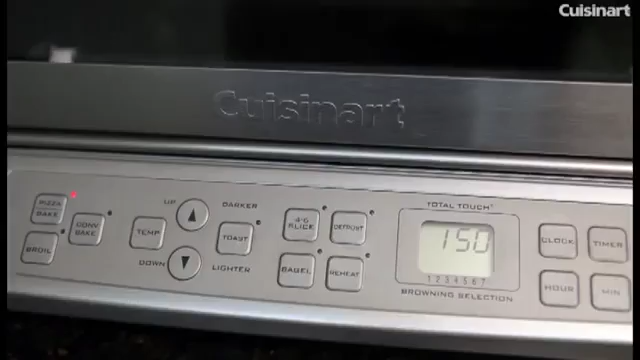 Cuisinart
Cuisinart
TOTAL TOUCH
UP
DARKER
PIZZA
BAKE
CONV
BAKE
BROIL
TEMP
▲
▼
TOAST
DOWN
LIGHTER
4-6
SLICE
DEFROST
BAGEL
REHEAT
150
1 2 3 4 5 6 7
BROWNING SELECTION
CLOCK
TIMER
HOUR
MIN